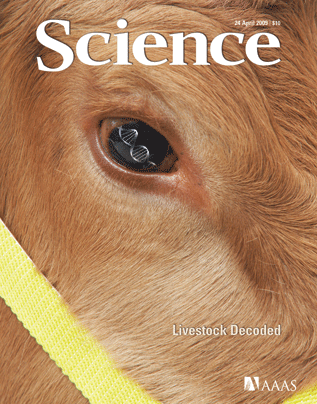 24 April 2009 | $10
Science
Livestock Decoded
AAAS